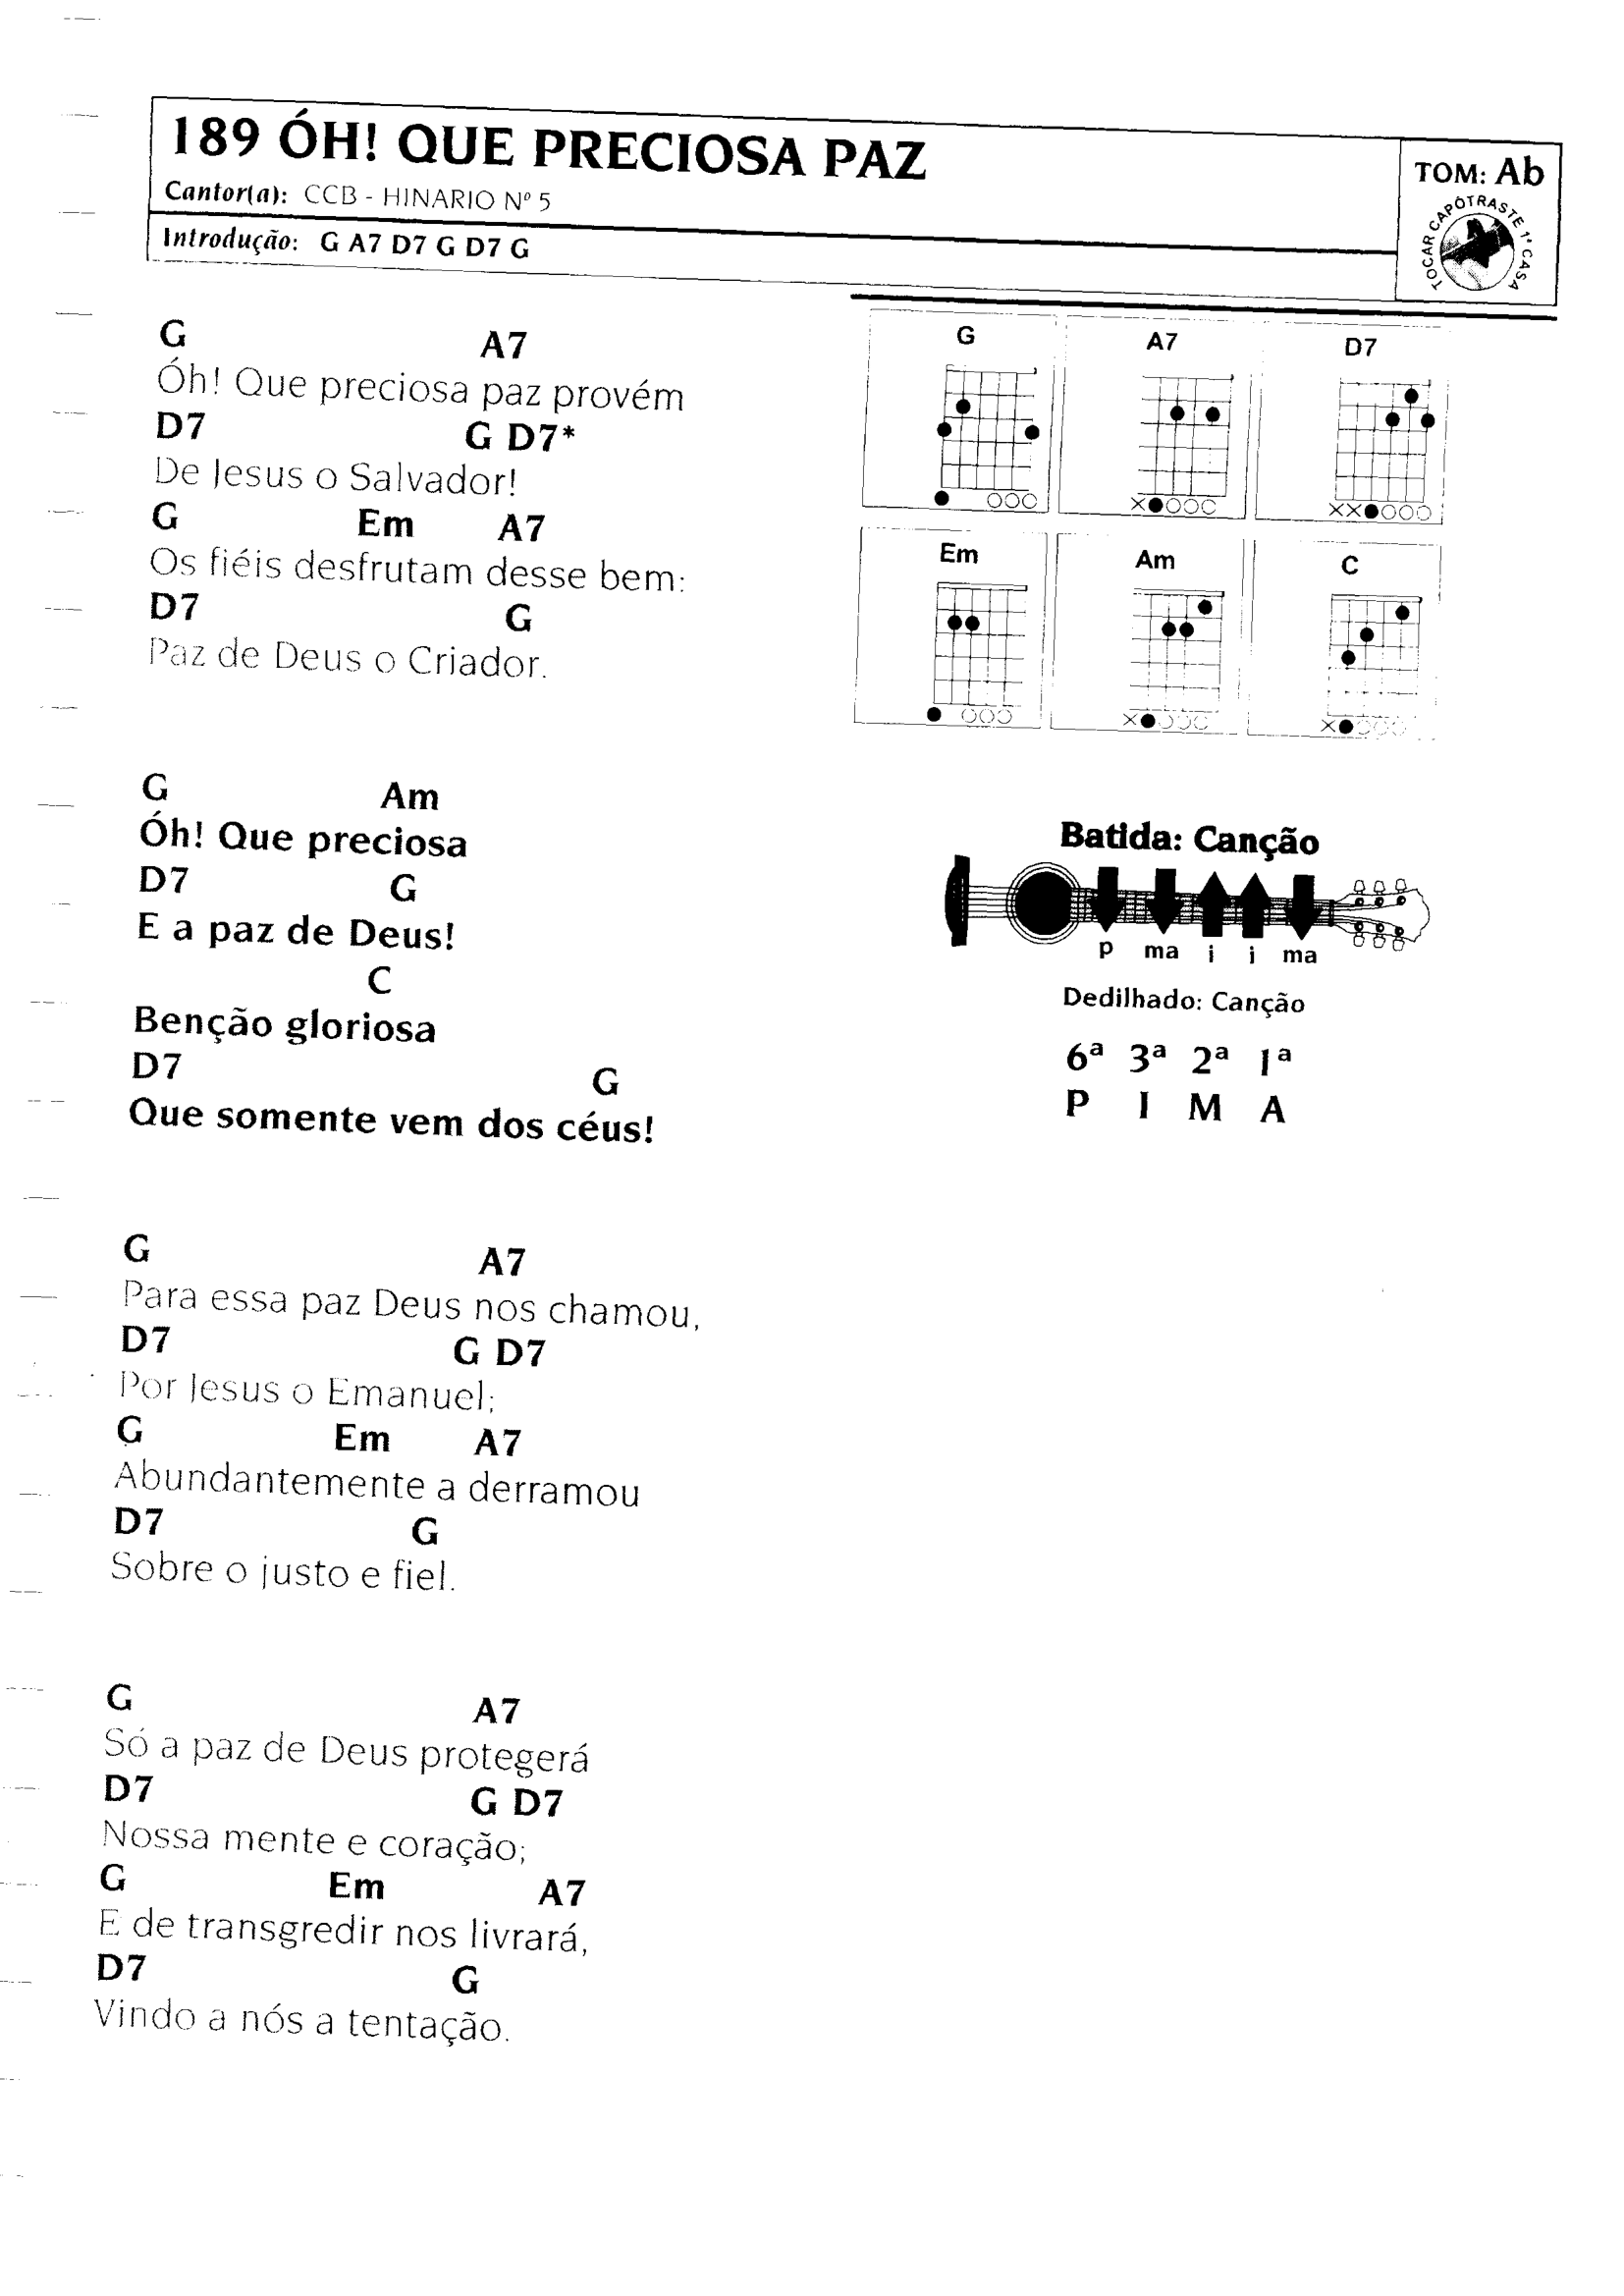 189 ÓH! QUE PRECIOSA PAZ
Cantor(a): CCB - HINARIO Nº 5
Introdução: G A7 D7 G D7 G
TOM: Ab
TOCAR CAPÔTRASTE 1ª CASA
G A7
Óh! Que preciosa paz provém
D7 G D7*
De Jesus o Salvador!
G Em A7
Os fiéis desfrutam desse bem:
D7 G
Paz de Deus o Criador.
G Am
Óh! Que preciosa
D7 G
E a paz de Deus!
C
Benção gloriosa
D7 G
Que somente vem dos céus!
G A7
Para essa paz Deus nos chamou,
D7 G D7
Por Jesus o Emanuel;
G Em A7
Abundantemente a derramou
D7 G
Sobre o justo e fiel.
G A7
Só a paz de Deus protegerá
D7 G D7
Nossa mente e coração;
G Em A7
E de transgredir nos livrará,
D7 G
Vindo a nós a tentação.
G A7 D7
Em Am C
Batida: Canção
p ma i i ma
Dedilhado: Canção
6ª 3ª 2ª 1ª
P I M A